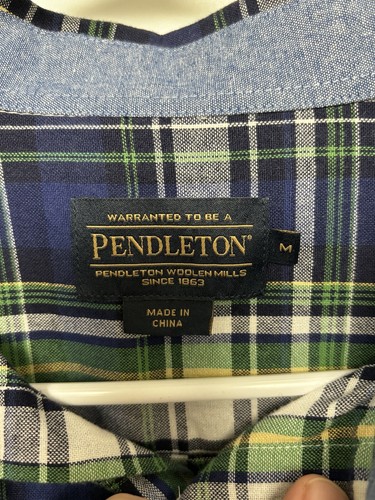 WARRANTED TO BE A
PENDLETON®
M
PENDLETON WOOLEN MILLS
SINCE 1863
MADE IN
CHINA